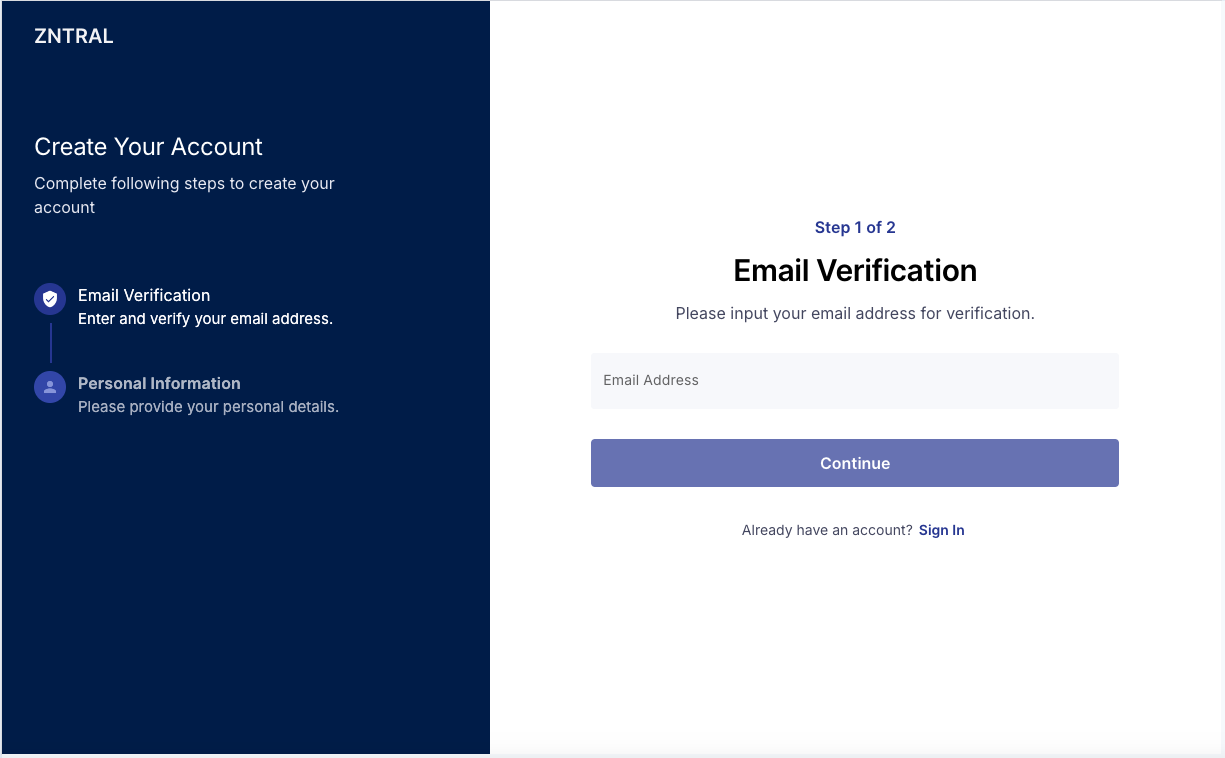 ZNTRAL
Create Your Account
Complete following steps to create your
account
Email Verification
Enter and verify your email address.
Personal Information
Please provide your personal details.
Step 1 of 2
Email Verification
Please input your email address for verification.
Email Address
Continue
Already have an account? Sign In